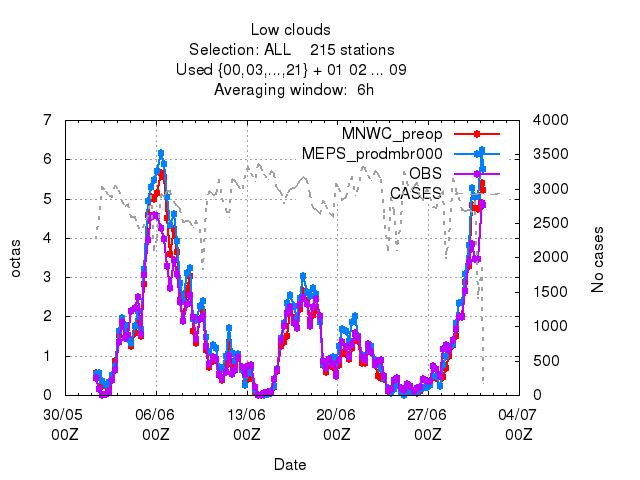 Low clouds
Selection: ALL    215 stations
Used {00,03,...,21} + 01 02 ... 09
Averaging window:  6h
7 4000
MNWC_preop
6 3500
MEPS_prodmbr000
OBS
5 CASES 3000
2500
4
2000
3
1500
2
1000
1 500
0 0
octas
No cases
30/05 06/06 13/06 20/06 27/06 04/07
00Z 00Z 00Z 00Z 00Z 00Z
Date